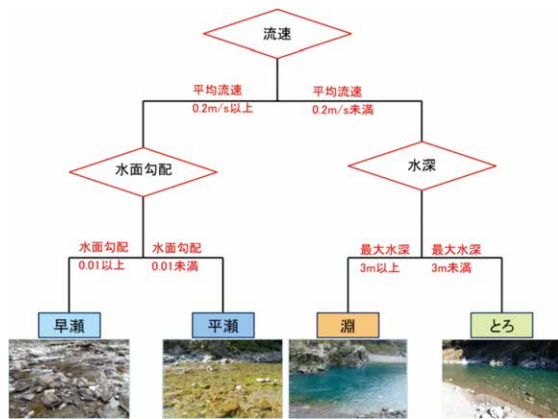 流速
平均流速
0.2m/s以上
平均流速
0.2m/s未満
水面勾配
水深
水面勾配
0.01以上
水面勾配
0.01未満
最大水深
3m以上
最大水深
3m未満
早瀬
平瀬
淵
とろ